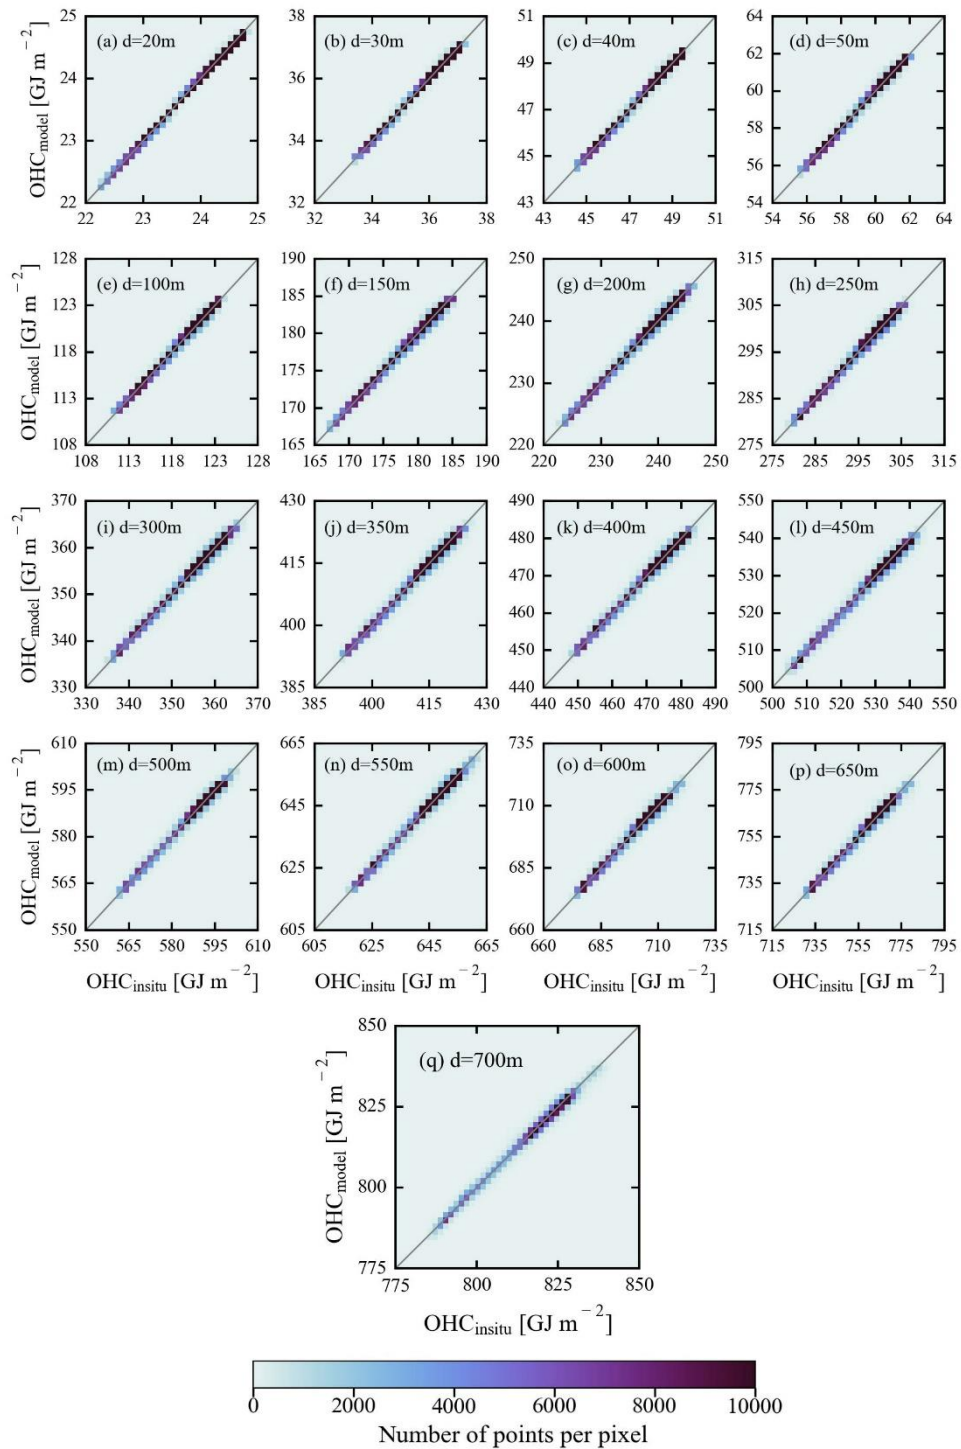 25
24
23
22
22 23 24 25
(a) d=20m
OHC_model [GJ m⁻²]
38
36
34
32
32 34 36 38
(b) d=30m
51
49
47
45
43
43 45 47 49 51
(c) d=40m
64
62
60
58
56
54
54 56 58 60 62 64
(d) d=50m
128
123
118
113
108
108 113 118 123 128
(e) d=100m
OHC_model [GJ m⁻²]
190
185
180
175
170
165
165 170 175 180 185 190
(f) d=150m
250
240
230
220
220 230 240 250
(g) d=200m
315
305
295
285
275
275 285 295 305 315
(h) d=250m
370
360
350
340
330
330 340 350 360 370
(i) d=300m
OHC_model [GJ m⁻²]
430
415
400
385
385 400 415 430
(j) d=350m
490
480
470
460
450
440
440 450 460 470 480 490
(k) d=400m
550
540
530
520
510
500
500 510 520 530 540 550
(l) d=450m
610
595
580
565
550
550 565 580 595 610
(m) d=500m
OHC_model [GJ m⁻²]
OHC_insitu [GJ m⁻²]
665
645
625
605
605 625 645 665
(n) d=550m
OHC_insitu [GJ m⁻²]
735
710
685
660
660 685 710 735
(o) d=600m
OHC_insitu [GJ m⁻²]
795
775
755
735
715
715 735 755 775 795
(p) d=650m
OHC_insitu [GJ m⁻²]
850
825
800
775
775 800 825 850
(q) d=700m
OHC_model [GJ m⁻²]
OHC_insitu [GJ m⁻²]
0 2000 4000 6000 8000 10000
Number of points per pixel